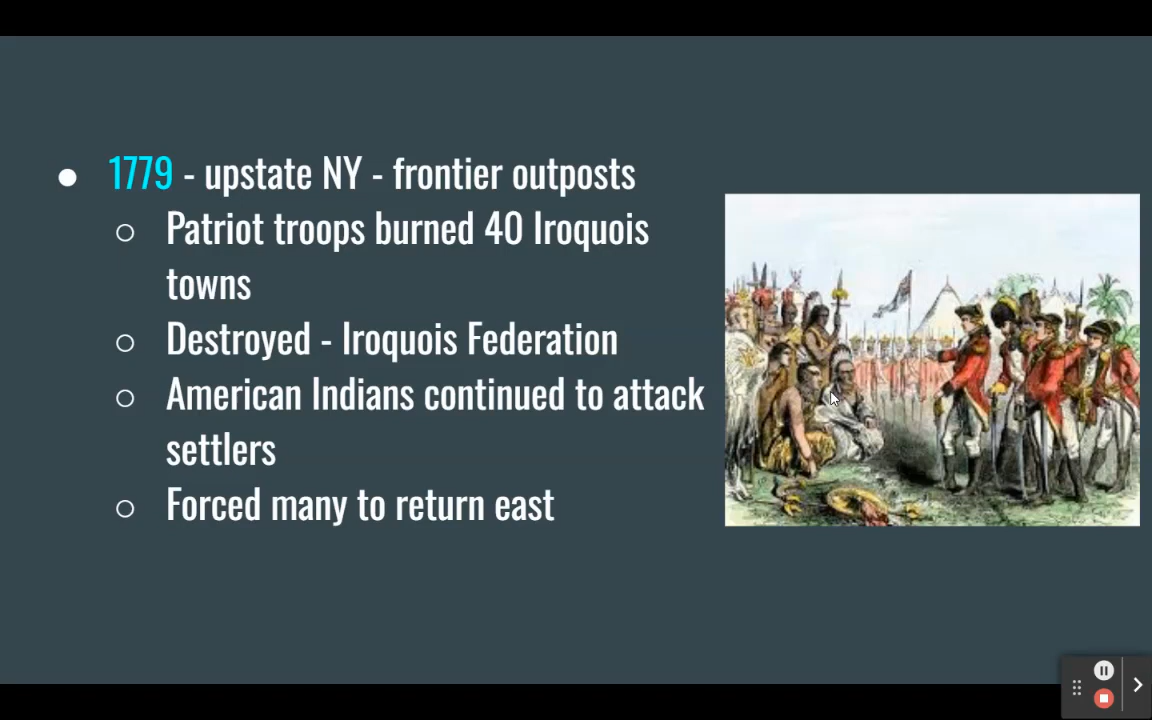 1779 - upstate NY - frontier outposts
Patriot troops burned 40 Iroquois
towns
Destroyed - Iroquois Federation
American Indians continued to attack
settlers
Forced many to return east